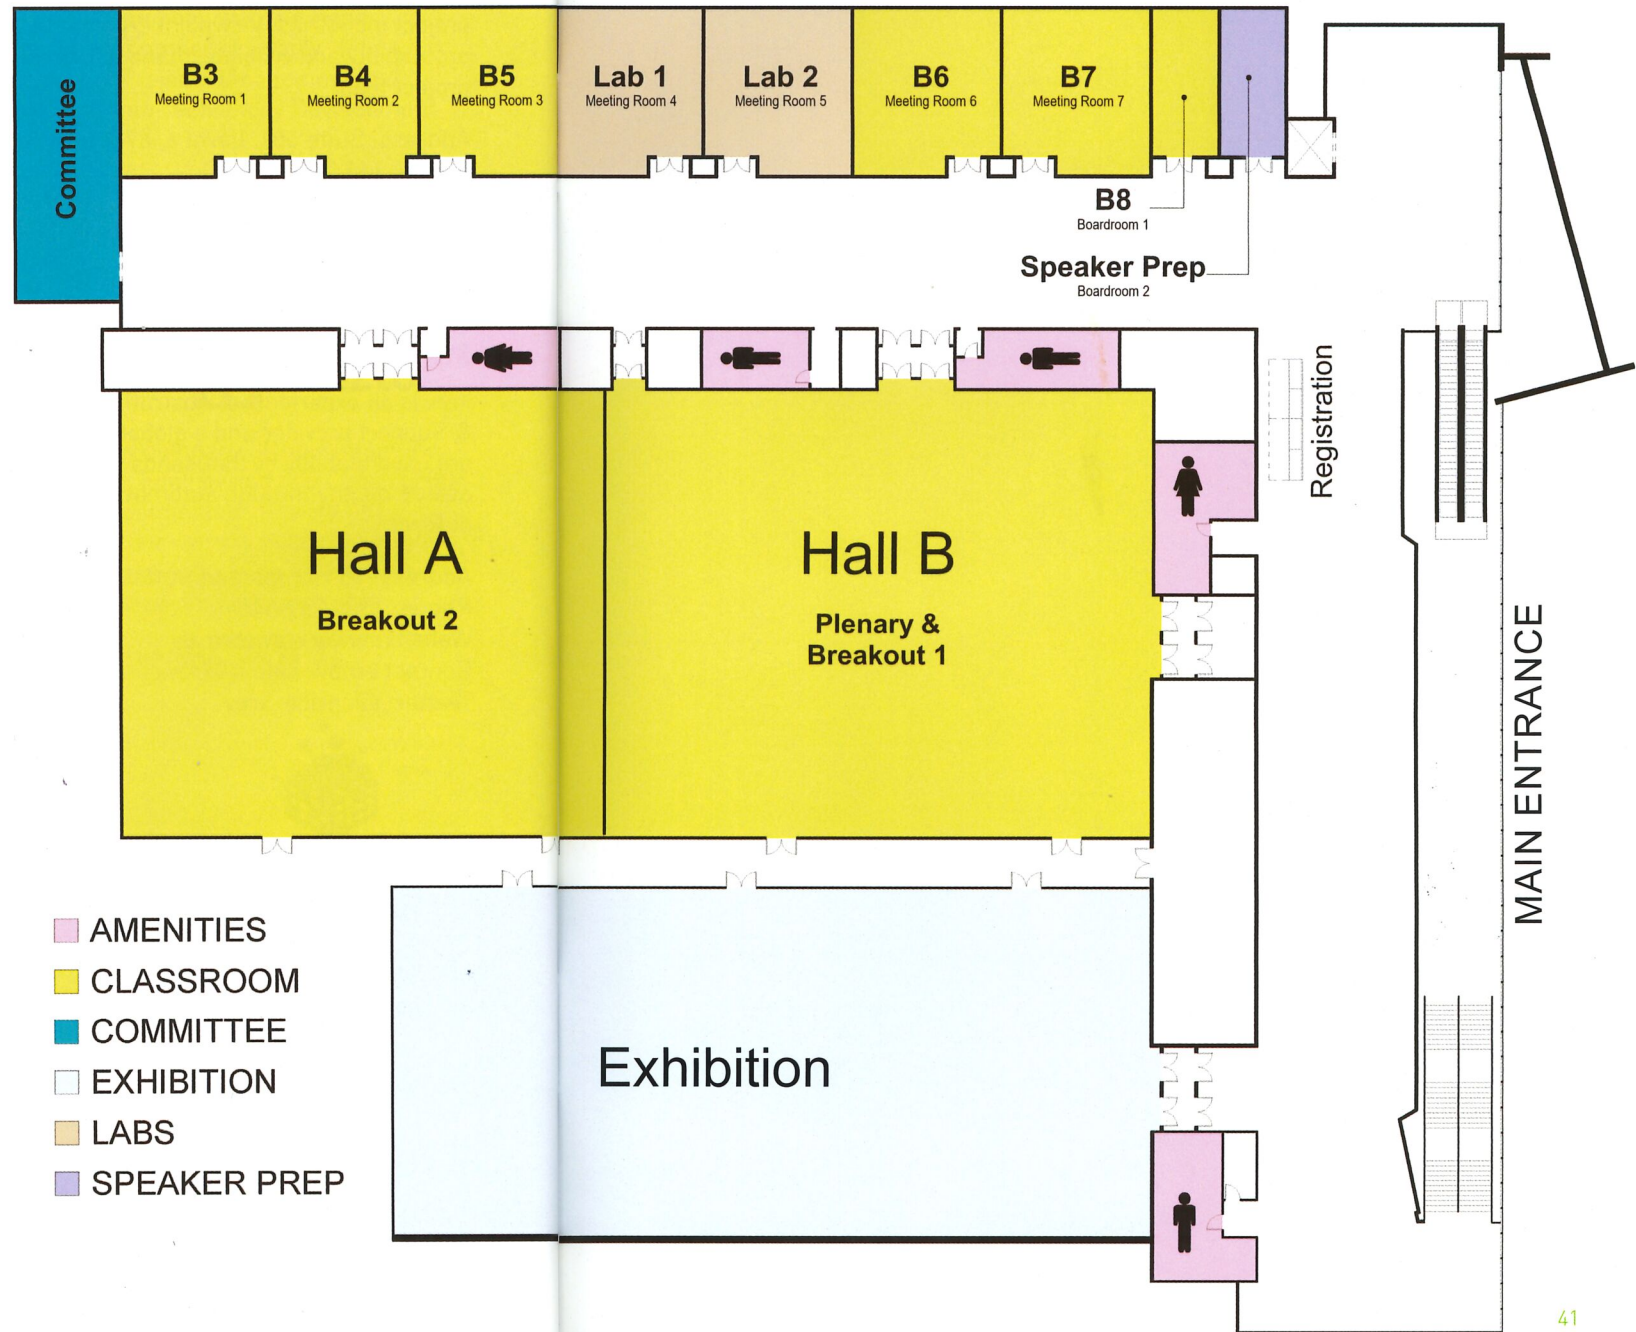 Committee
B3
Meeting Room 1
B4
Meeting Room 2
B5
Meeting Room 3
Lab 1
Meeting Room 4
Lab 2
Meeting Room 5
B6
Meeting Room 6
B7
Meeting Room 7
B8
Boardroom 1
Speaker Prep
Boardroom 2
Registration
Hall A
Breakout 2
Hall B
Plenary &
Breakout 1
MAIN ENTRANCE
Exhibition
AMENITIES
CLASSROOM
COMMITTEE
EXHIBITION
LABS
SPEAKER PREP
41